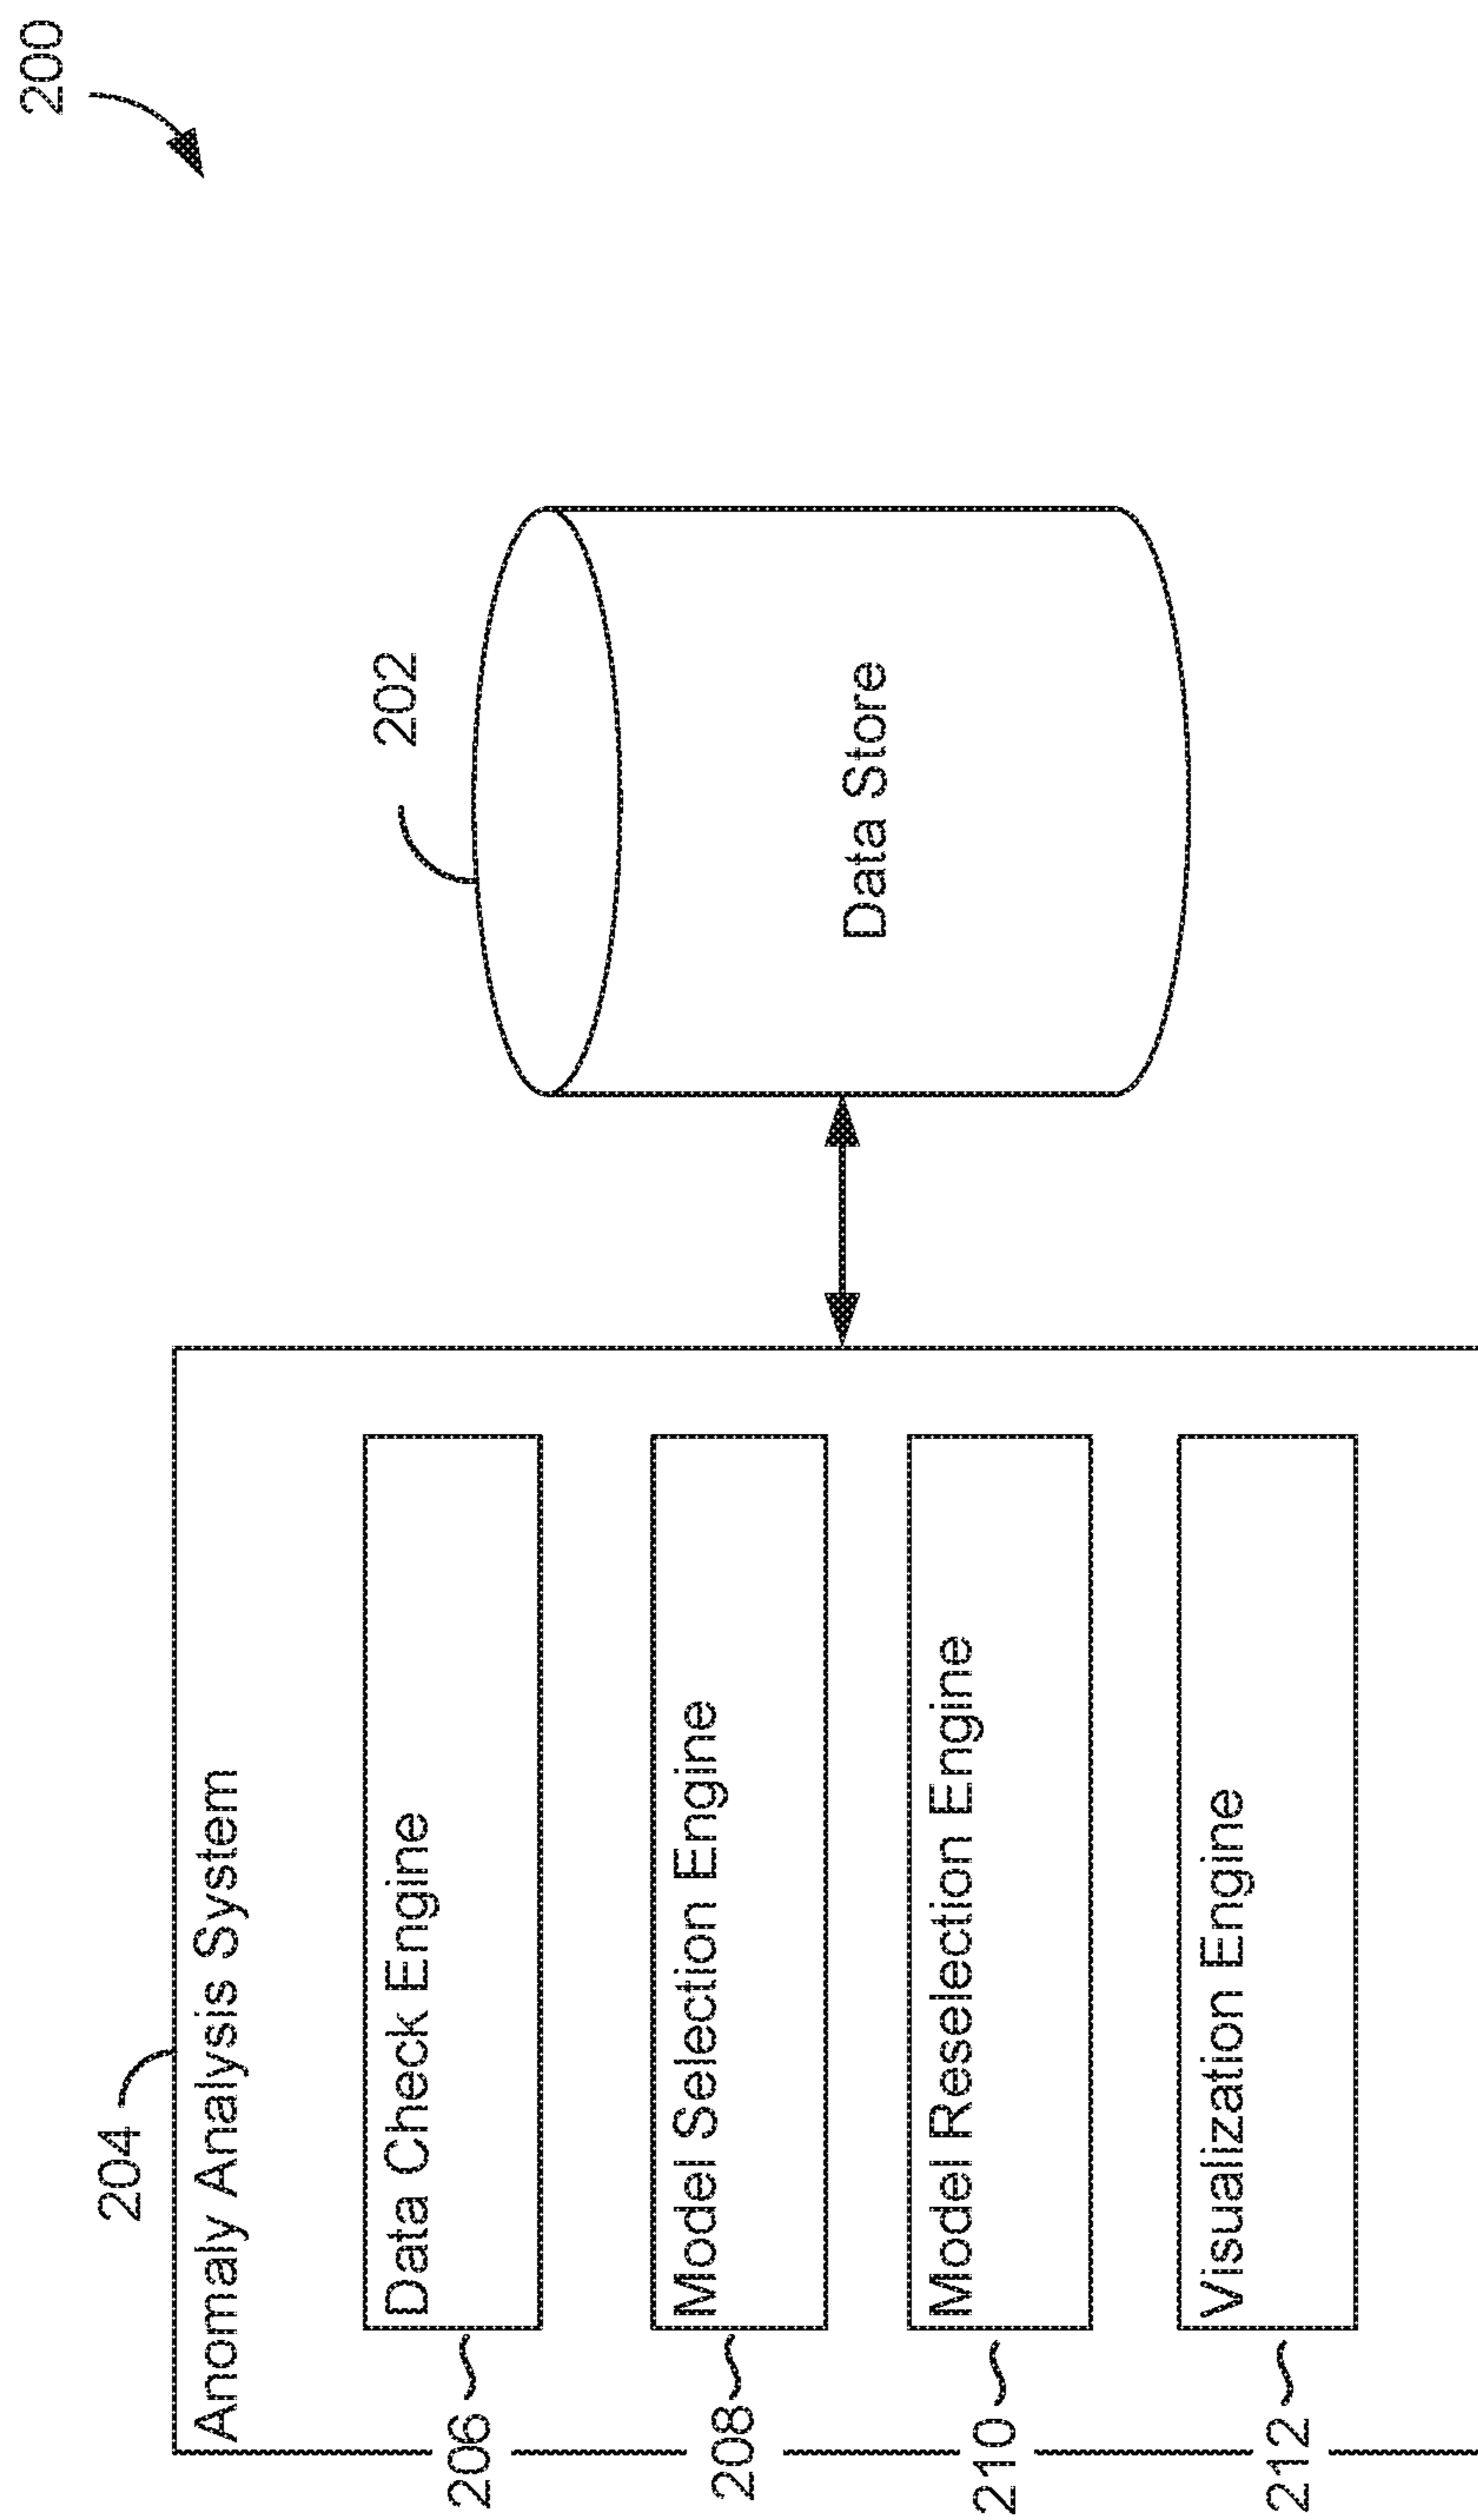 200
204
Anomaly Analysis System
206
Data Check Engine
208
Model Selection Engine
210
Model Reselection Engine
212
Visualization Engine
202
Data Store